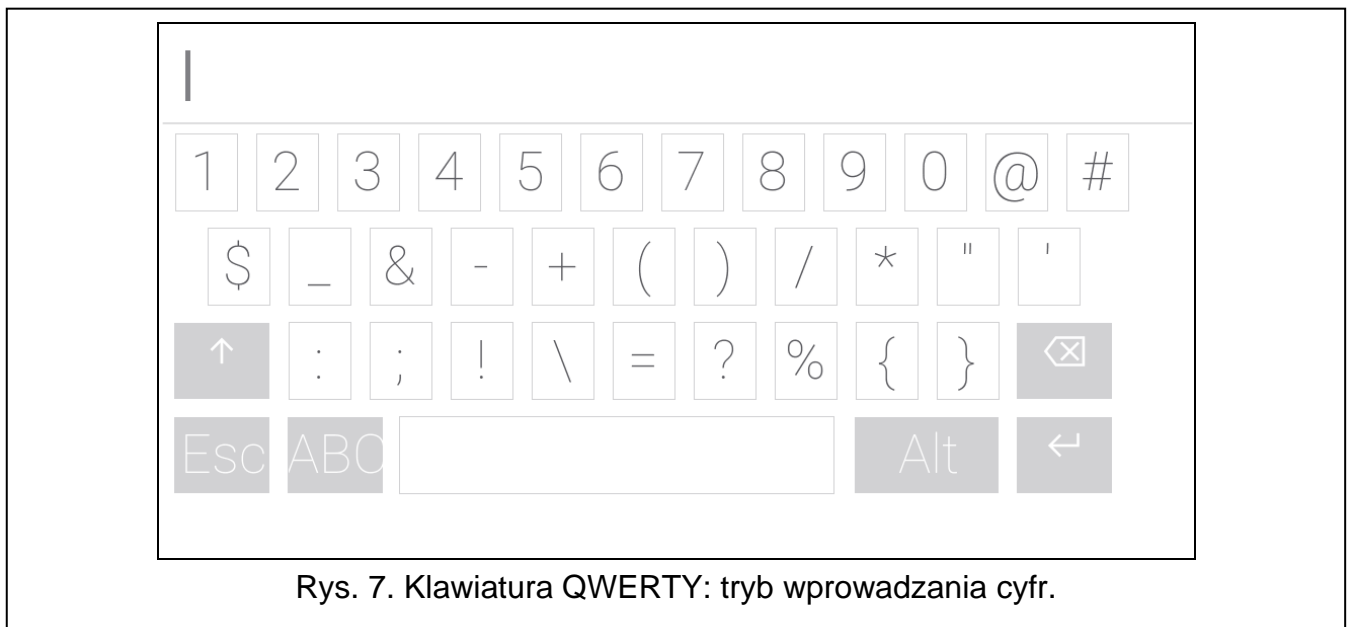 1 2 3 4 5 6 7 8 9 0 @ #
$ _ & - + ( ) / * " '
↑ : ; ! \ = ? % { } ⌫
Esc ABC Alt ↵
Rys. 7. Klawiatura QWERTY: tryb wprowadzania cyfr.